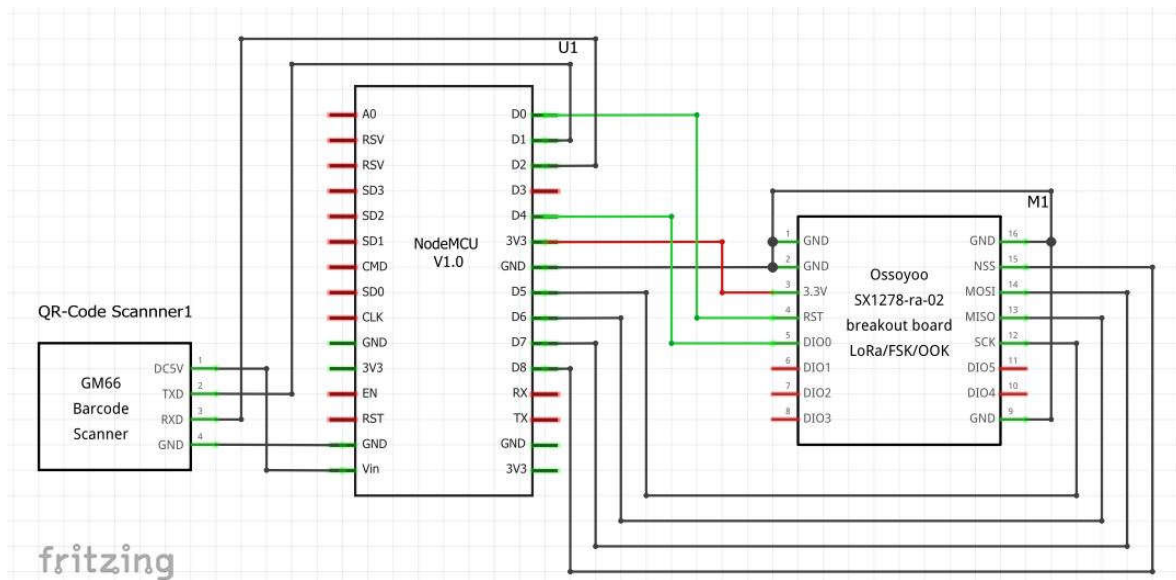 U1
A0
RSV
RSV
SD3
SD2
SD1
CMD
SD0
CLK
GND
3V3
EN
RST
GND
Vin
NodeMCU
V1.0
D0
D1
D2
D3
D4
3V3
GND
D5
D6
D7
D8
RX
TX
GND
3V3
QR-Code Scannner1
GM66
Barcode
Scanner
DC5V 1
TXD 2
RXD 3
GND 4
M1
1 GND
2 GND
3 3.3V
4 RST
5 DIO0
6 DIO1
7 DIO2
8 DIO3
Ossoyoo
SX1278-ra-02
breakout board
LoRa/FSK/OOK
GND 16
NSS 15
MOSI 14
MISO 13
SCK 12
DIO5 11
DIO4 10
GND 9
fritzing